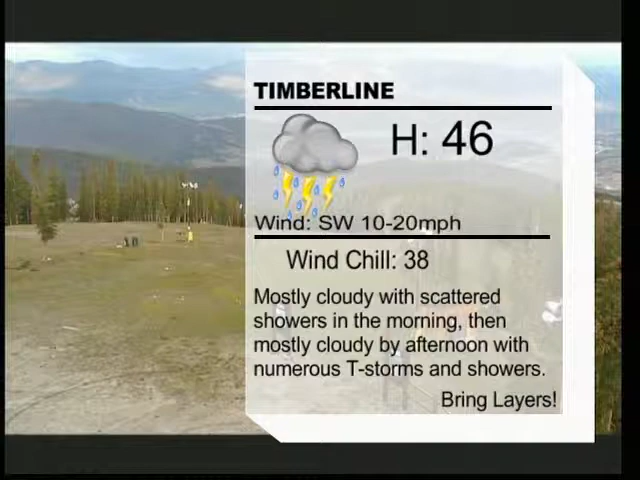 TIMBERLINE
H: 46
Wind: SW 10-20mph
Wind Chill: 38
Mostly cloudy with scattered
showers in the morning, then
mostly cloudy by afternoon with
numerous T-storms and showers.
Bring Layers!